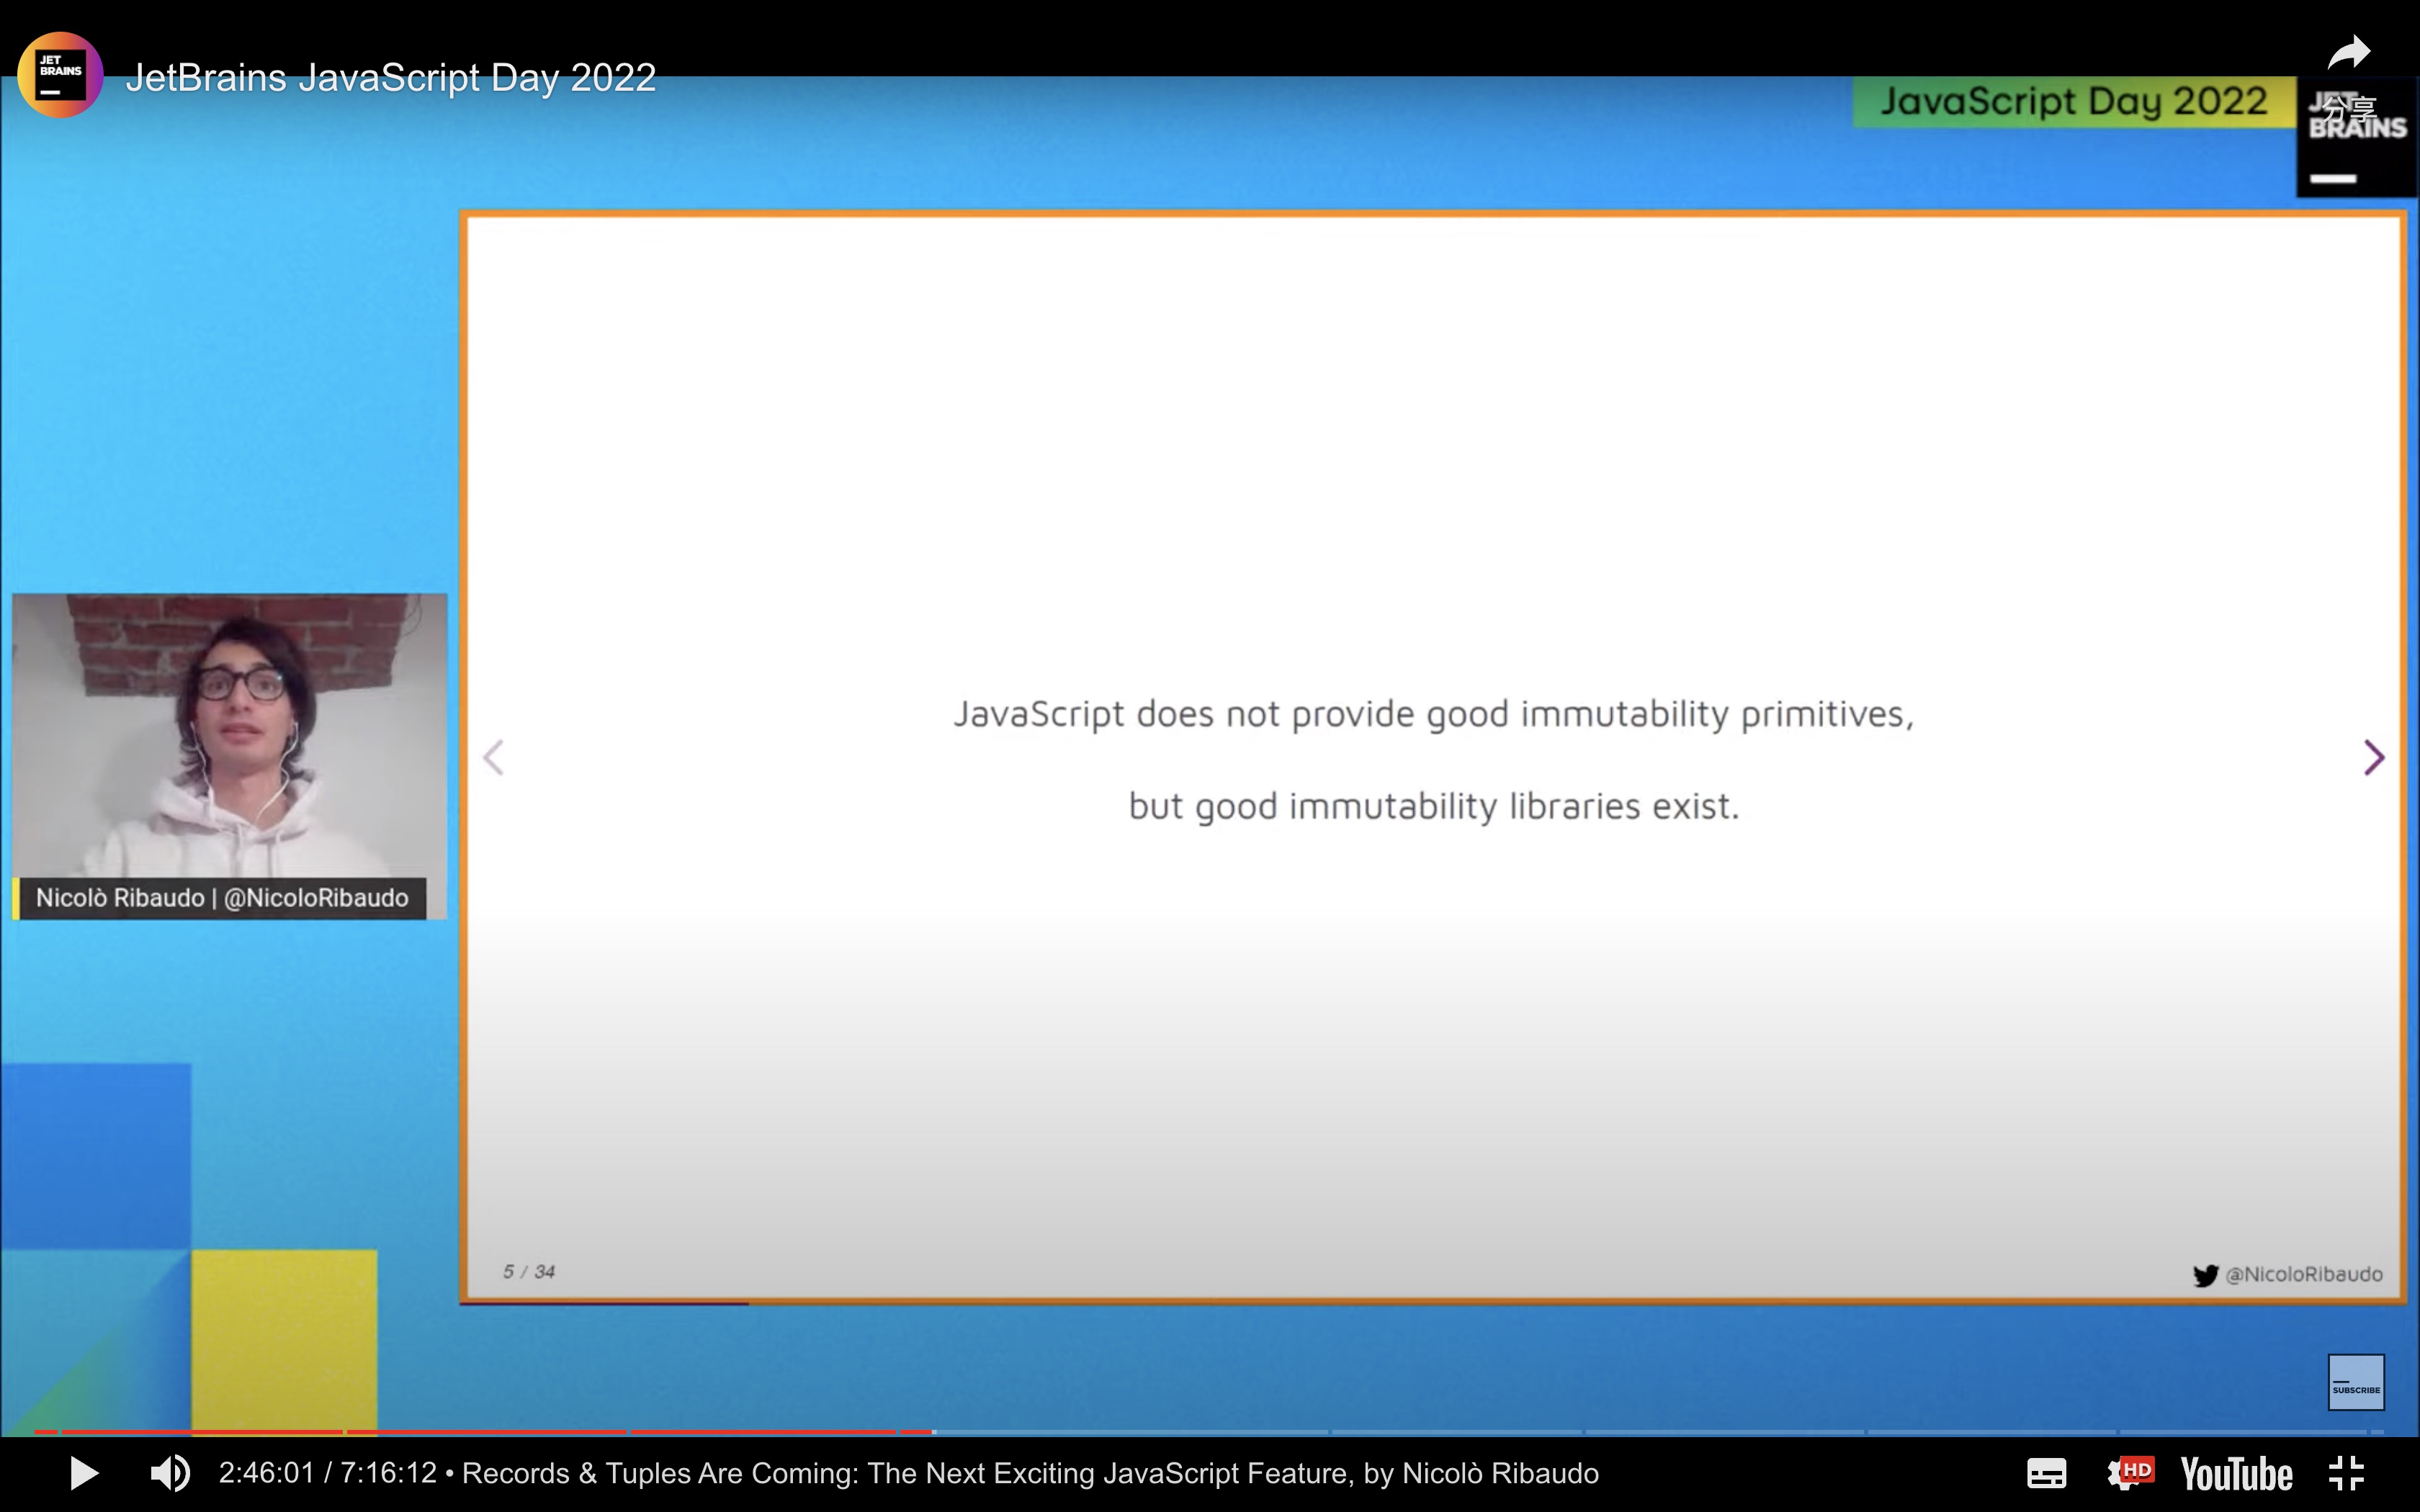 JET
BRAINS
JetBrains JavaScript Day 2022
JavaScript Day 2022
分享
JET
BRAINS
JavaScript does not provide good immutability primitives,
but good immutability libraries exist.
Nicolò Ribaudo | @NicoloRibaudo
5 / 34
@NicoloRibaudo
SUBSCRIBE
2:46:01 / 7:16:12 • Records & Tuples Are Coming: The Next Exciting JavaScript Feature, by Nicolò Ribaudo
HD
YouTube